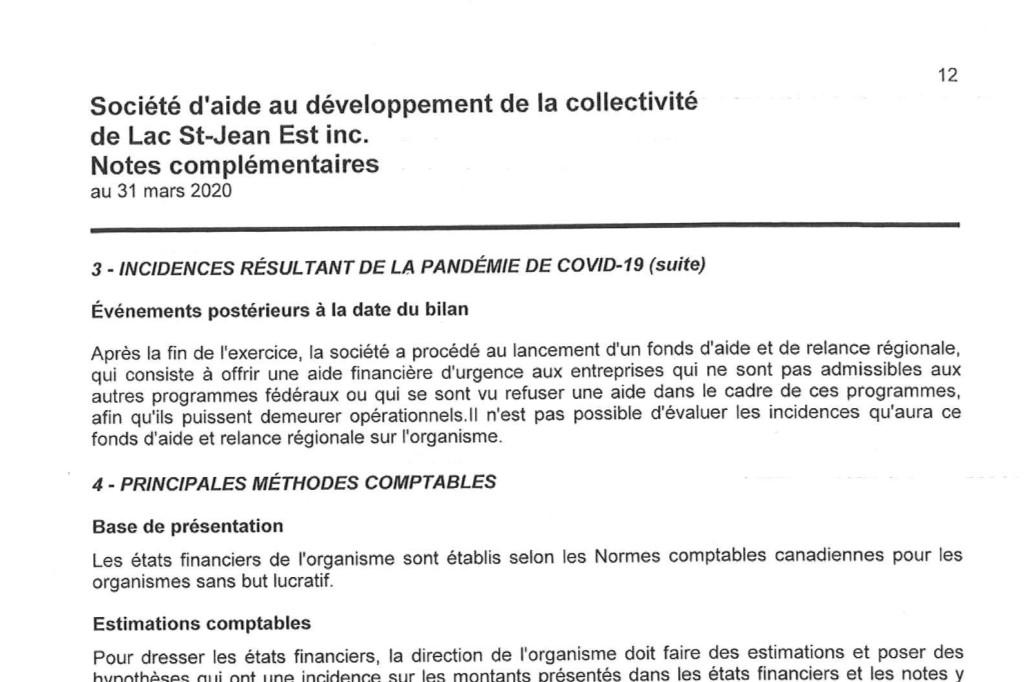 12
Société d'aide au développement de la collectivité
de Lac St-Jean Est inc.
Notes complémentaires
au 31 mars 2020
3 - INCIDENCES RÉSULTANT DE LA PANDÉMIE DE COVID-19 (suite)
Événements postérieurs à la date du bilan
Après la fin de l'exercice, la société a procédé au lancement d'un fonds d'aide et de relance régionale,
qui consiste à offrir une aide financière d'urgence aux entreprises qui ne sont pas admissibles aux
autres programmes fédéraux ou qui se sont vu refuser une aide dans le cadre de ces programmes,
afin qu'ils puissent demeurer opérationnels.Il n'est pas possible d'évaluer les incidences qu'aura ce
fonds d'aide et relance régionale sur l'organisme.
4 - PRINCIPALES MÉTHODES COMPTABLES
Base de présentation
Les états financiers de l'organisme sont établis selon les Normes comptables canadiennes pour les
organismes sans but lucratif.
Estimations comptables
Pour dresser les états financiers, la direction de l'organisme doit faire des estimations et poser des
hypothèses qui ont une incidence sur les montants présentés dans les états financiers et les notes y